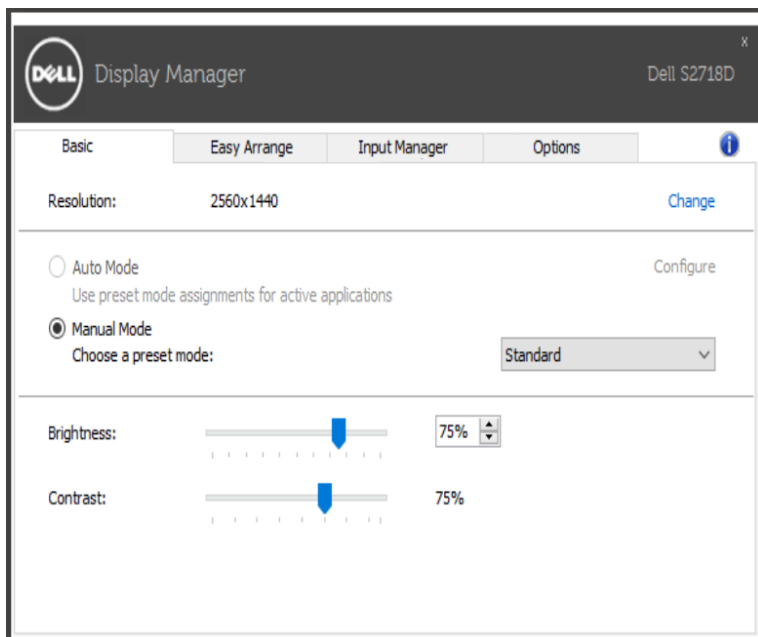 x
DELL Display Manager Dell S2718D
Basic Easy Arrange Input Manager Options i
Resolution: 2560x1440 Change
Auto Mode Configure
Use preset mode assignments for active applications
Manual Mode
Choose a preset mode: Standard
Brightness: 75%
Contrast: 75%